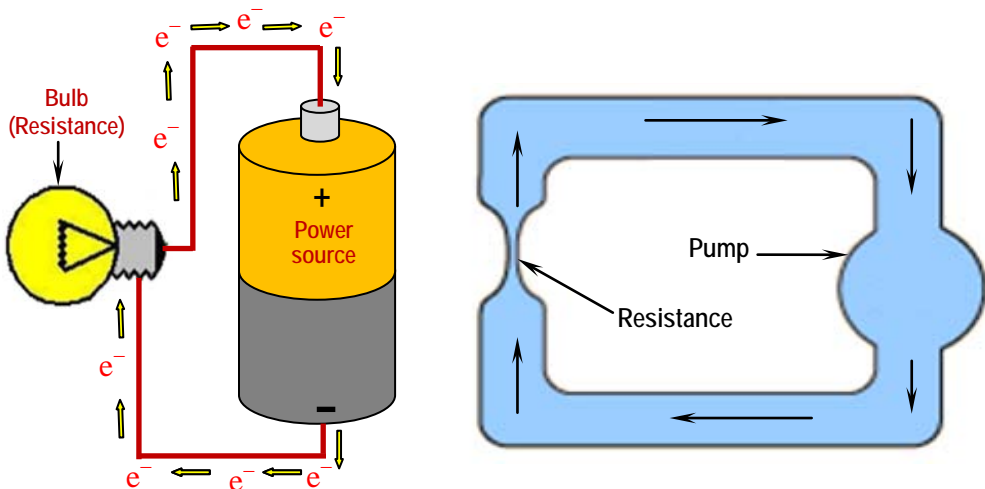 e⁻ e⁻ e⁻
Bulb
(Resistance)
e⁻
+
Power
source
e⁻
-
e⁻ e⁻ e⁻
Pump
Resistance